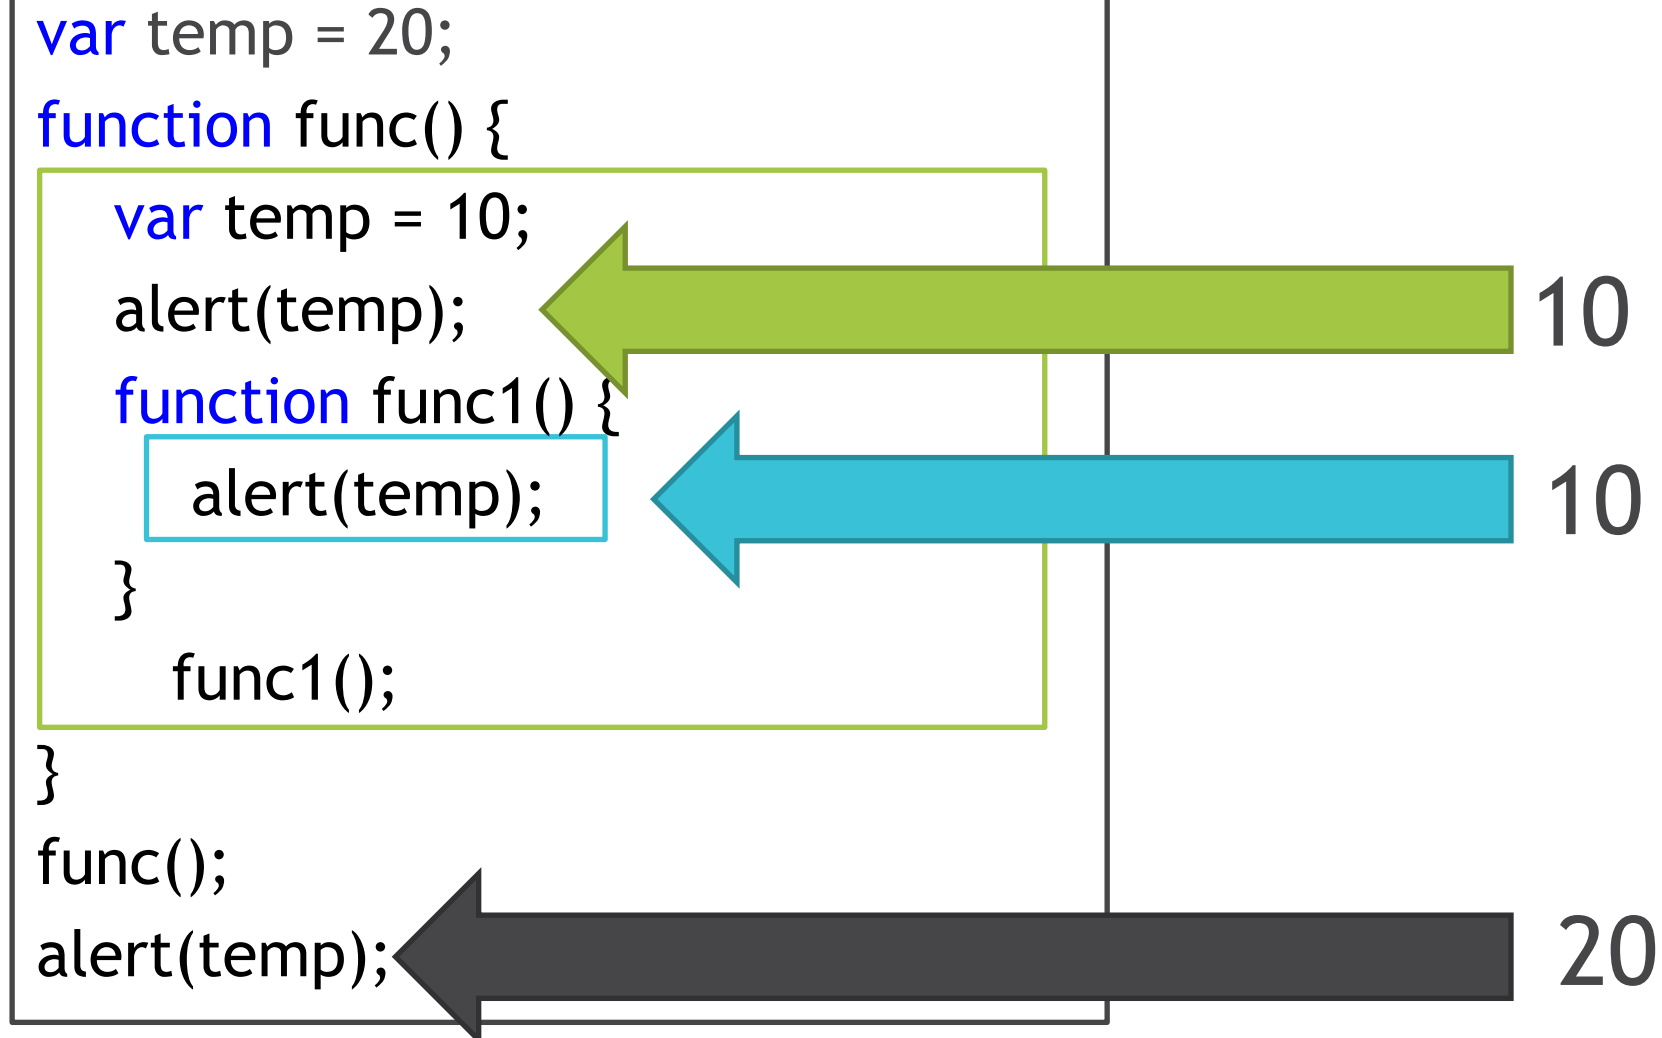 var temp = 20;
function func() {
var temp = 10;
alert(temp);
10
function func1() {
alert(temp);
10
}
func1();
}
func();
alert(temp);
20